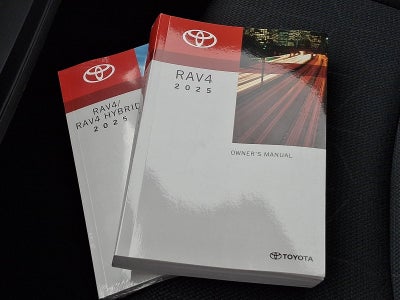 RAV4/
RAV4 HYBRID
2025
RAV4
2025
OWNER'S MANUAL
TOYOTA